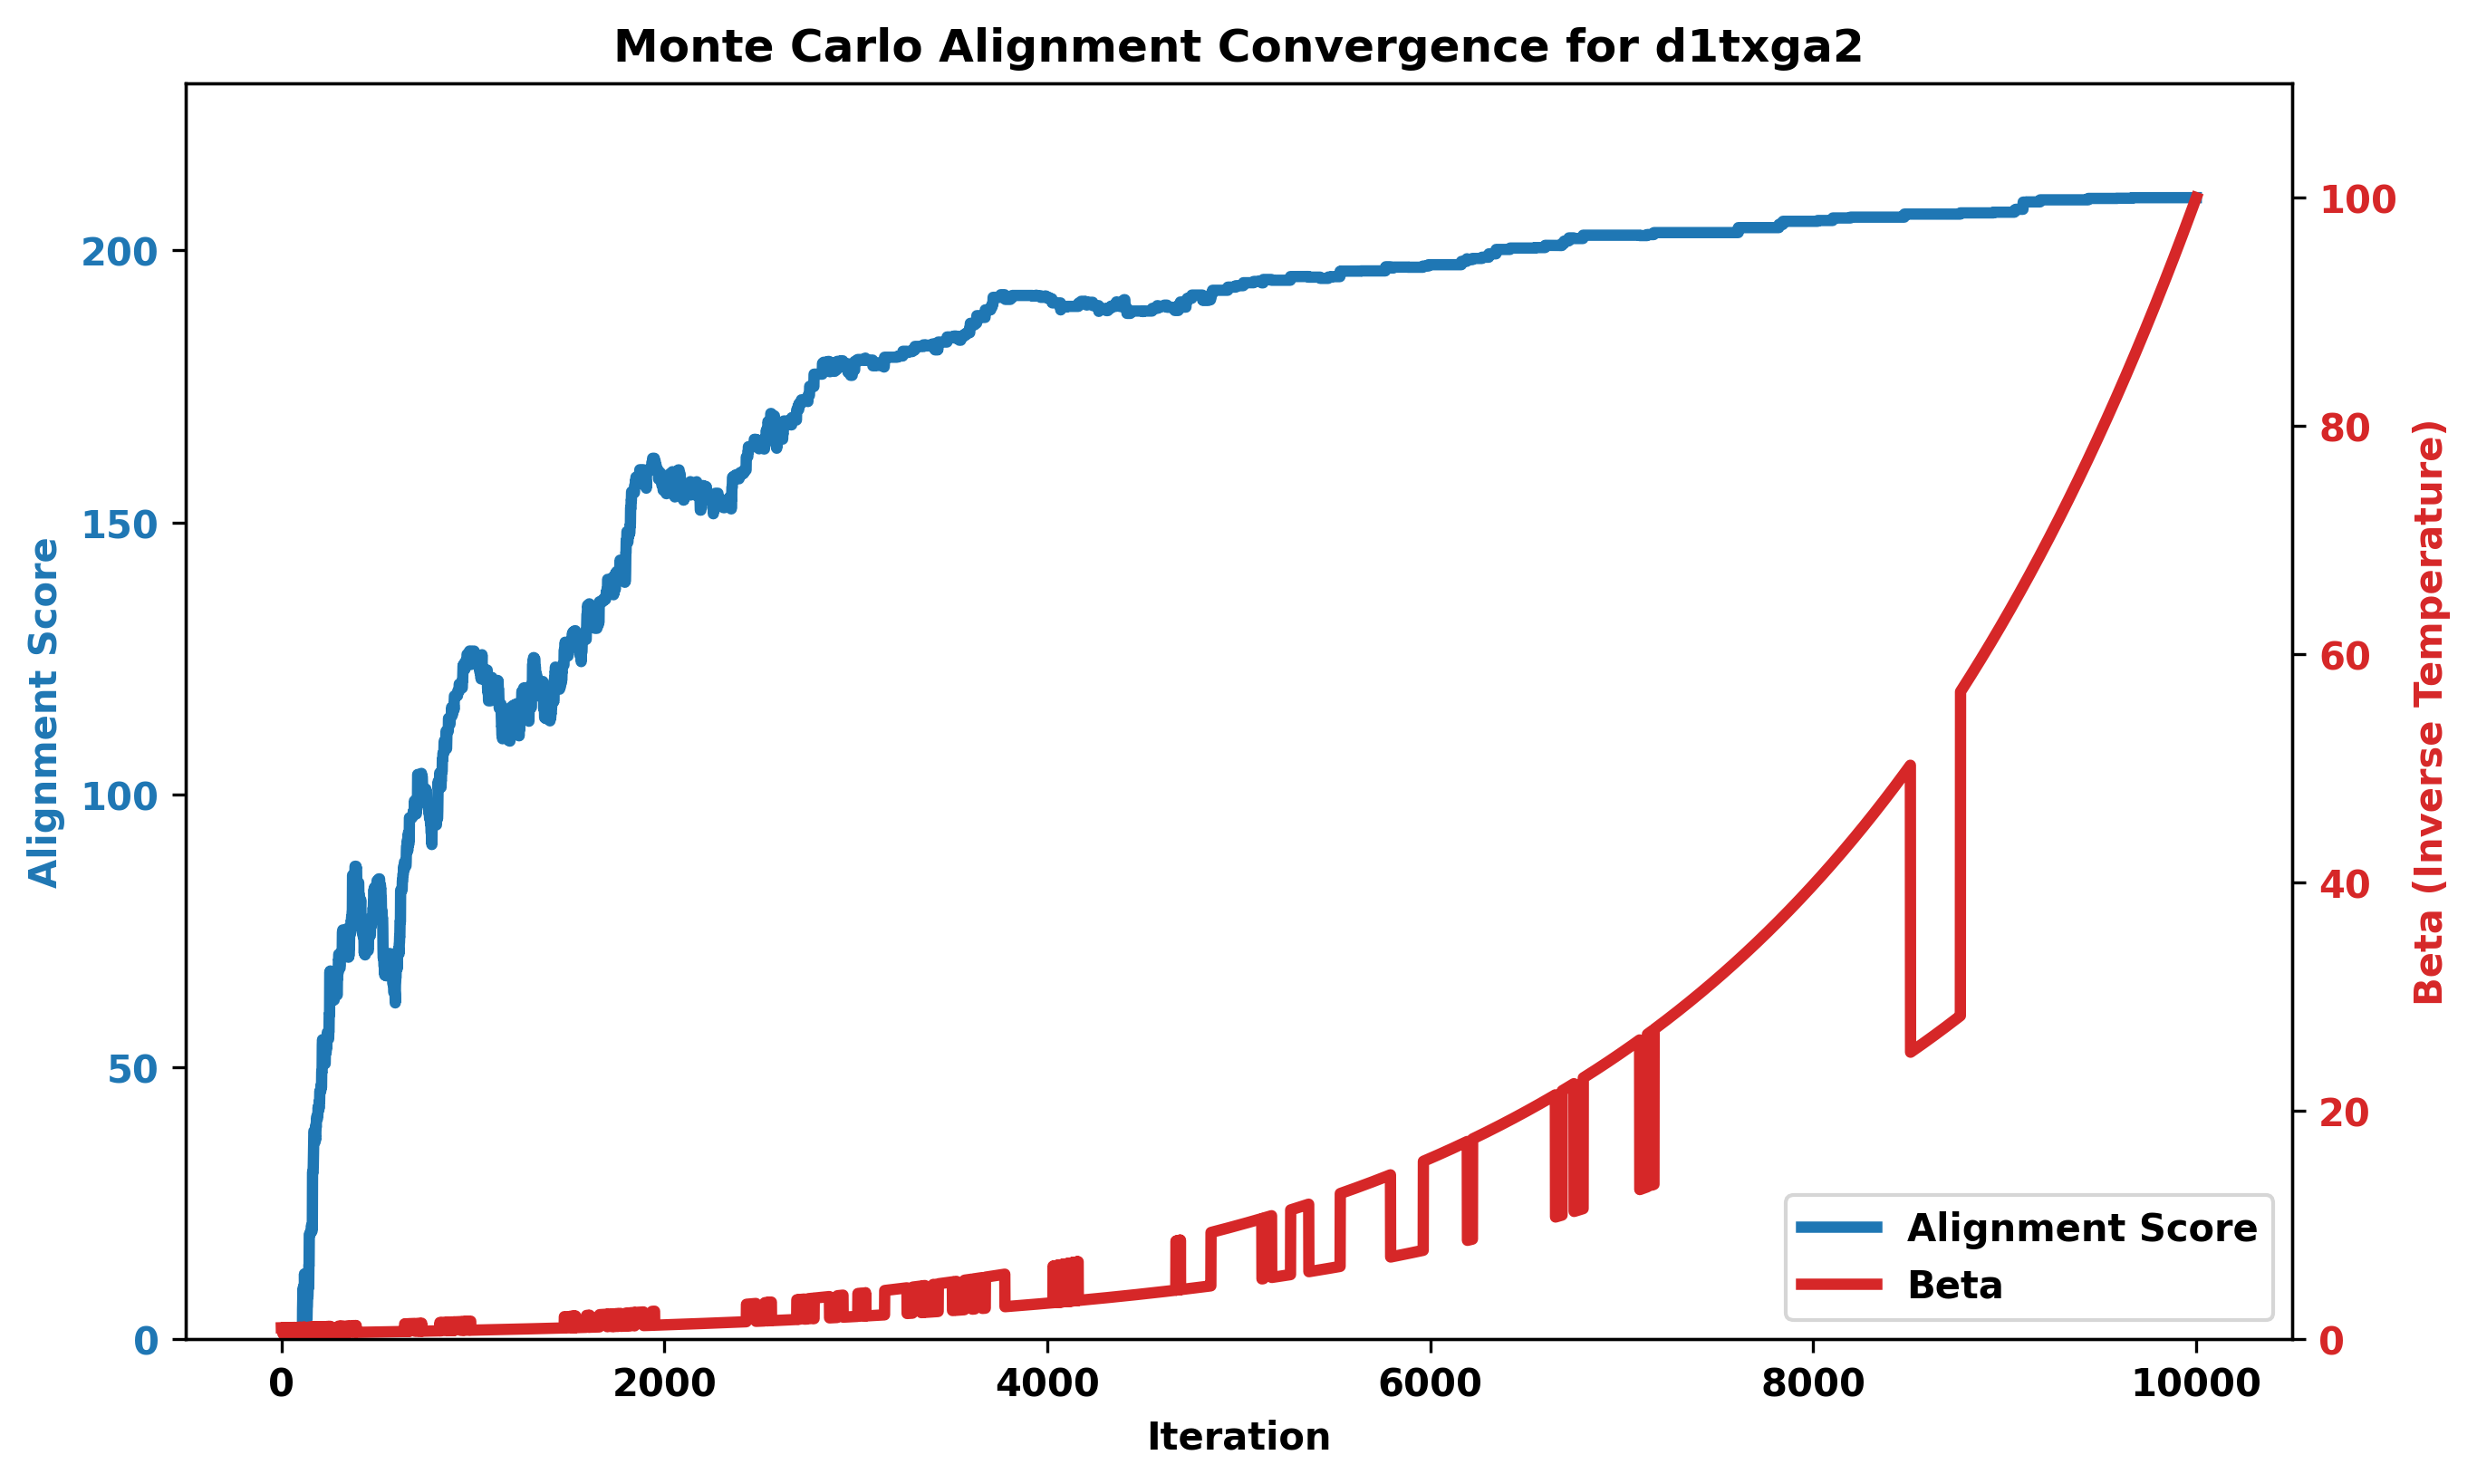 Monte Carlo Alignment Convergence for d1txga2
Alignment Score
200
150
100
50
0
100
80
60
40
20
0
Beta (Inverse Temperature)
Alignment Score
Beta
0 2000 4000 6000 8000 10000
Iteration